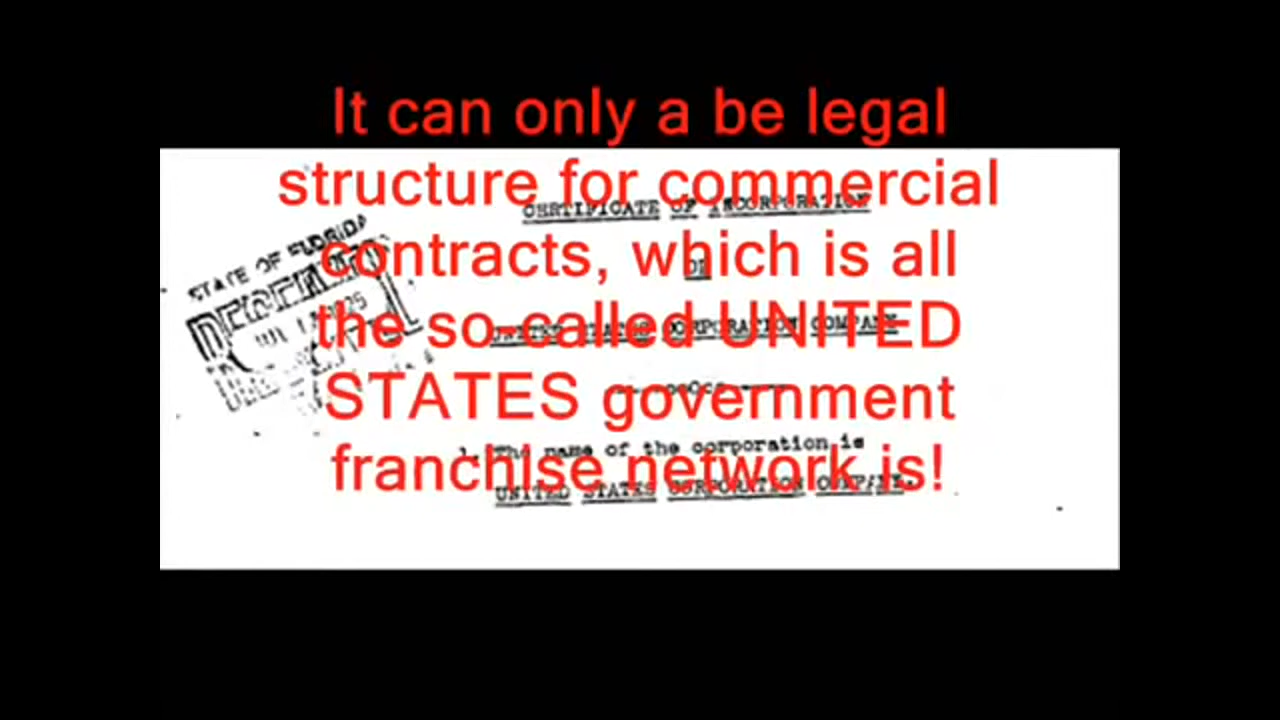 It can only a be legal
structure for commercial
CERTIFICATE OF INCORPORATION
STATE OF FLORIDA
contracts, which is all
OF
the so-called UNITED
UNITED STATES CORPORATION COMPANY
STATES government
1. The name of the corporation is
franchise network is!
UNITED STATES CORPORATION COMPANY.